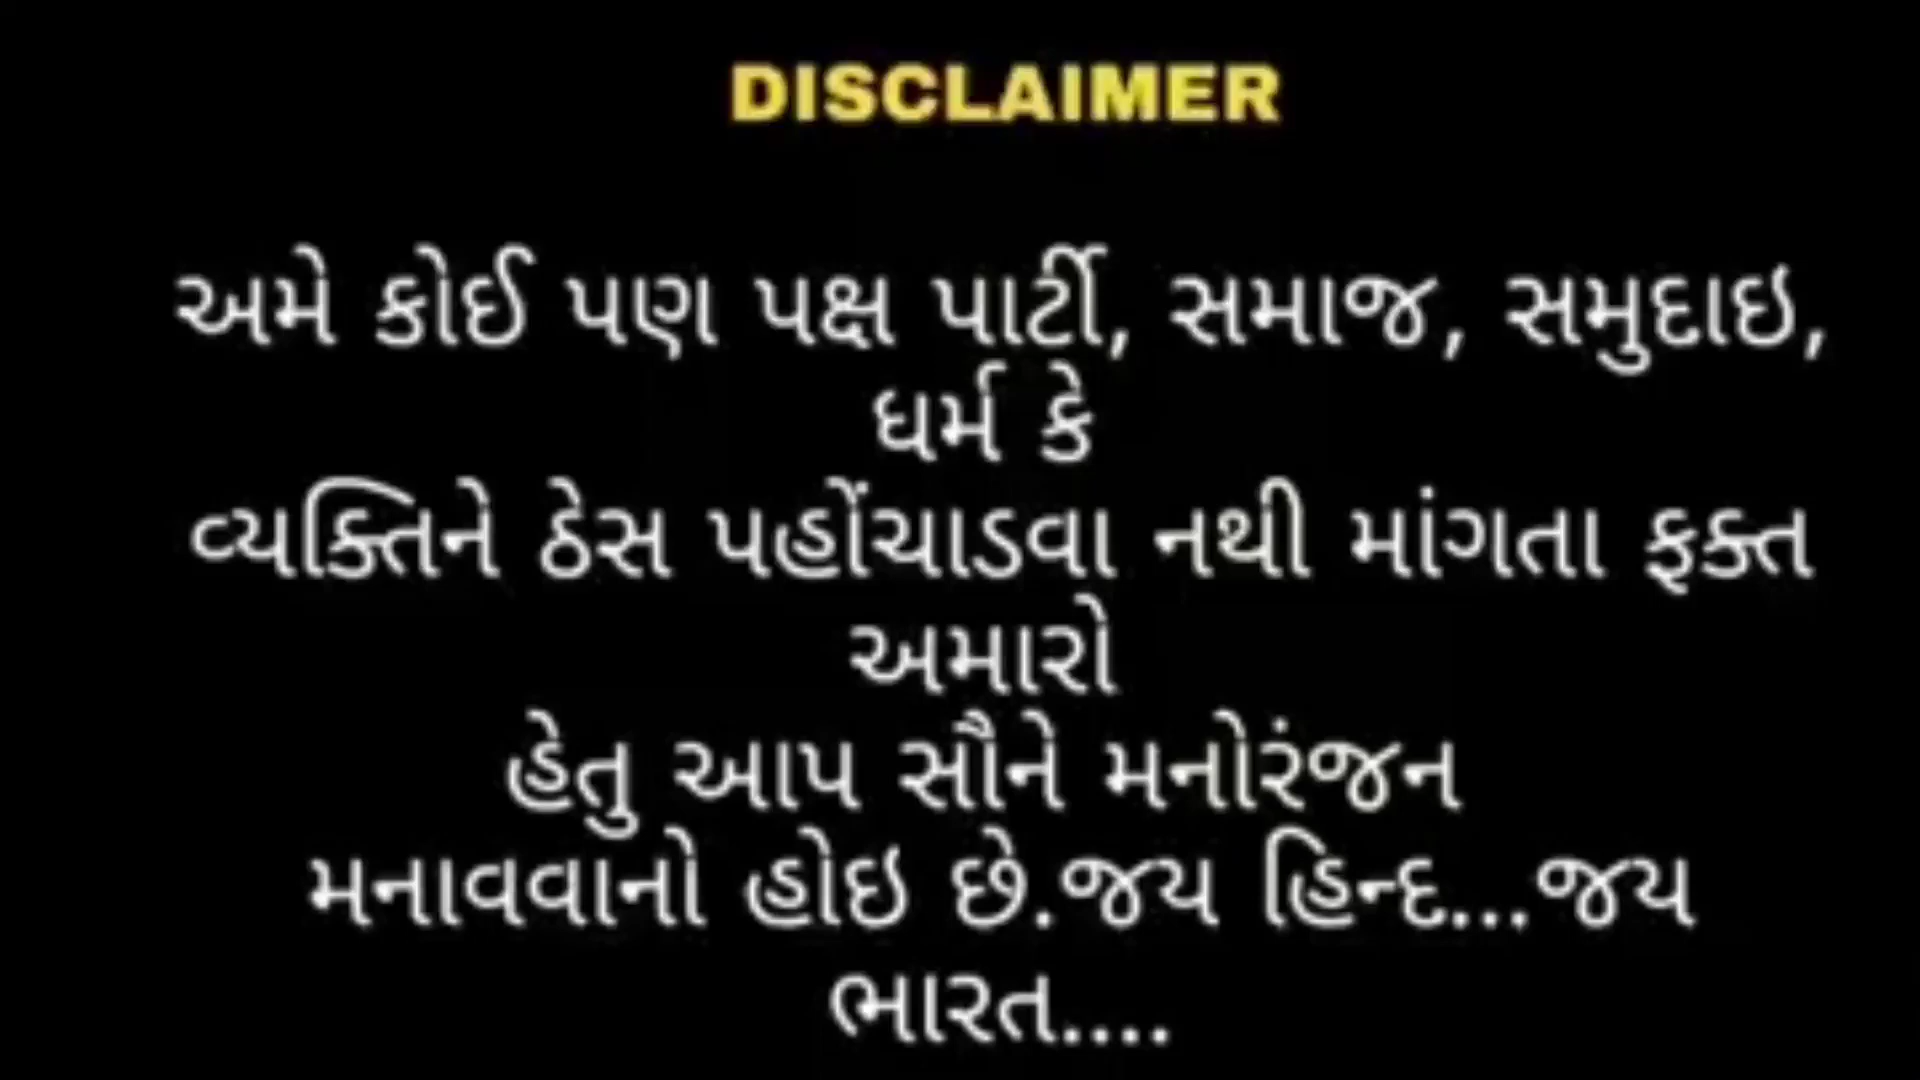 DISCLAIMER
અમે કોઈ પણ પક્ષ પાર્ટી, સમાજ, સમુદાઇ,
ધર્મ કે
વ્યક્તિને ઠેસ પહોંચાડવા નથી માંગતા ફક્ત
અમારો
હેતુ આપ સૌને મનોરંજન
મનાવવાનો હોઇ છે.જય હિન્દ...જય
ભારત....